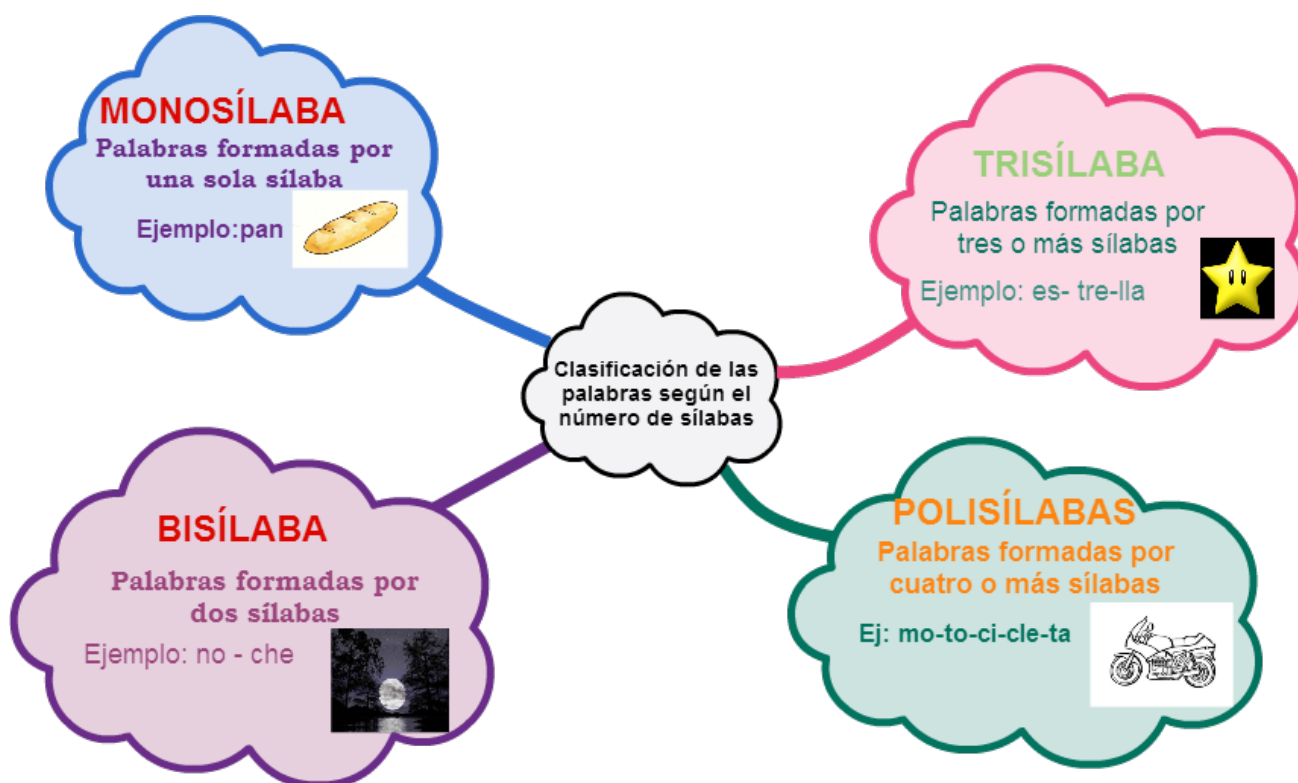 MONOSÍLABA
Palabras formadas por
una sola sílaba
Ejemplo:pan
TRISÍLABA
Palabras formadas por
tres o más sílabas
Ejemplo: es- tre-lla
Clasificación de las
palabras según el
número de sílabas
BISÍLABA
Palabras formadas por
dos sílabas
Ejemplo: no - che
POLISÍLABAS
Palabras formadas por
cuatro o más sílabas
Ej: mo-to-ci-cle-ta